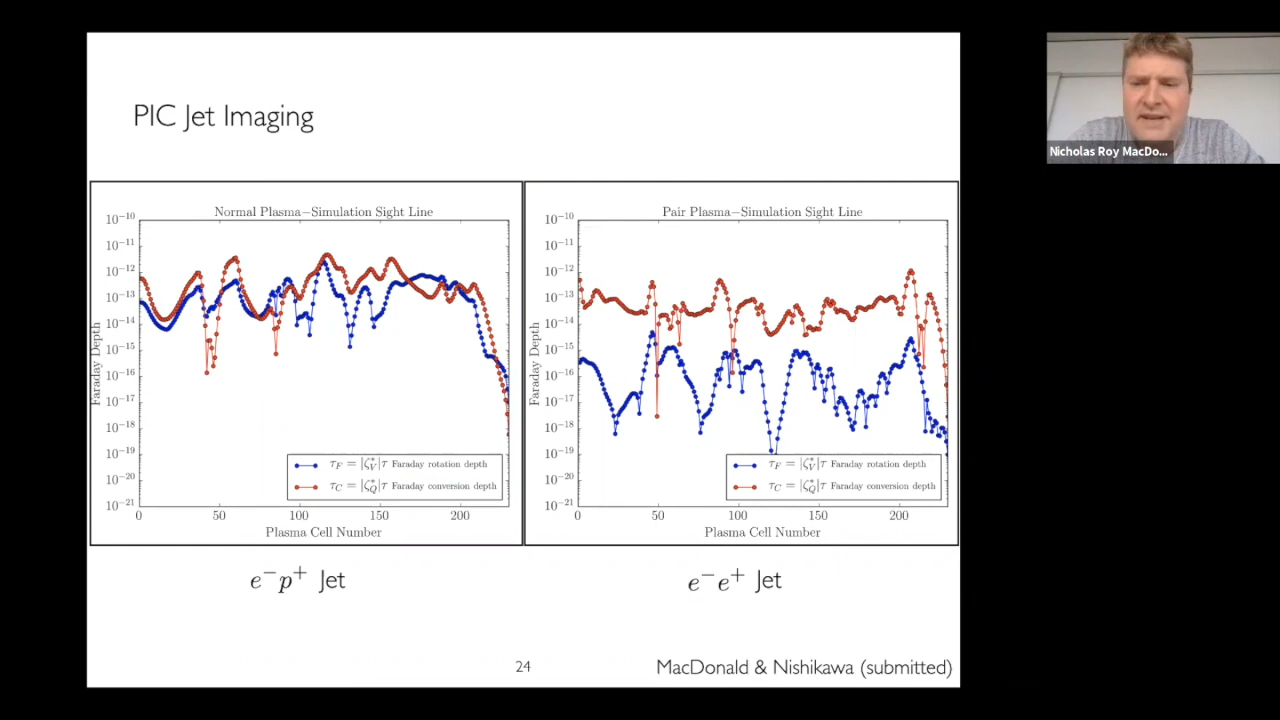 PIC Jet Imaging
Nicholas Roy MacDo...
Normal Plasma−Simulation Sight Line
10⁻¹⁰
10⁻¹¹
10⁻¹²
10⁻¹³
10⁻¹⁴
10⁻¹⁵
10⁻¹⁶
10⁻¹⁷
10⁻¹⁸
10⁻¹⁹
10⁻²⁰
10⁻²¹
Faraday Depth
τ_F = |ζ*_V|τ Faraday rotation depth
τ_C = |ζ*_Q|τ Faraday conversion depth
0 50 100 150 200
Plasma Cell Number
Pair Plasma−Simulation Sight Line
10⁻¹⁰
10⁻¹¹
10⁻¹²
10⁻¹³
10⁻¹⁴
10⁻¹⁵
10⁻¹⁶
10⁻¹⁷
10⁻¹⁸
10⁻¹⁹
10⁻²⁰
10⁻²¹
Faraday Depth
τ_F = |ζ*_V|τ Faraday rotation depth
τ_C = |ζ*_Q|τ Faraday conversion depth
0 50 100 150 200
Plasma Cell Number
e⁻p⁺ Jet
e⁻e⁺ Jet
24
MacDonald & Nishikawa (submitted)